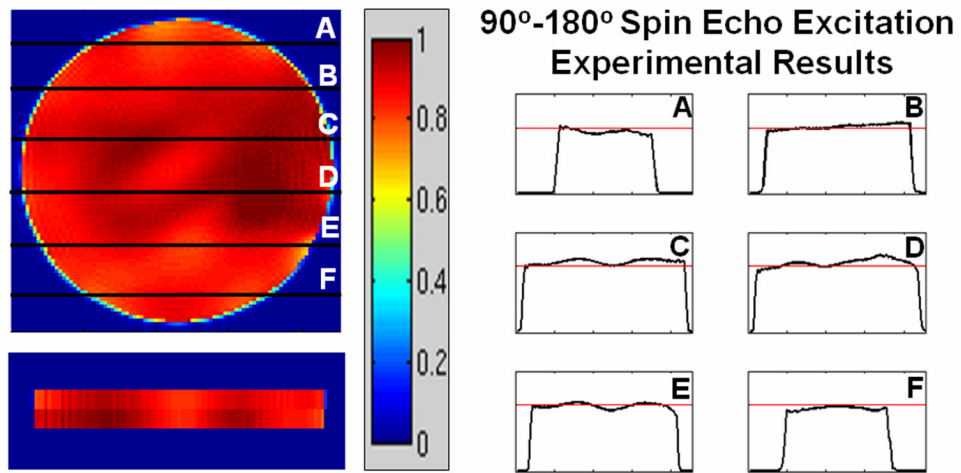 90º-180º Spin Echo Excitation
Experimental Results
A
B
C
D
E
F
1
0.8
0.6
0.4
0.2
0
A
B
C
D
E
F